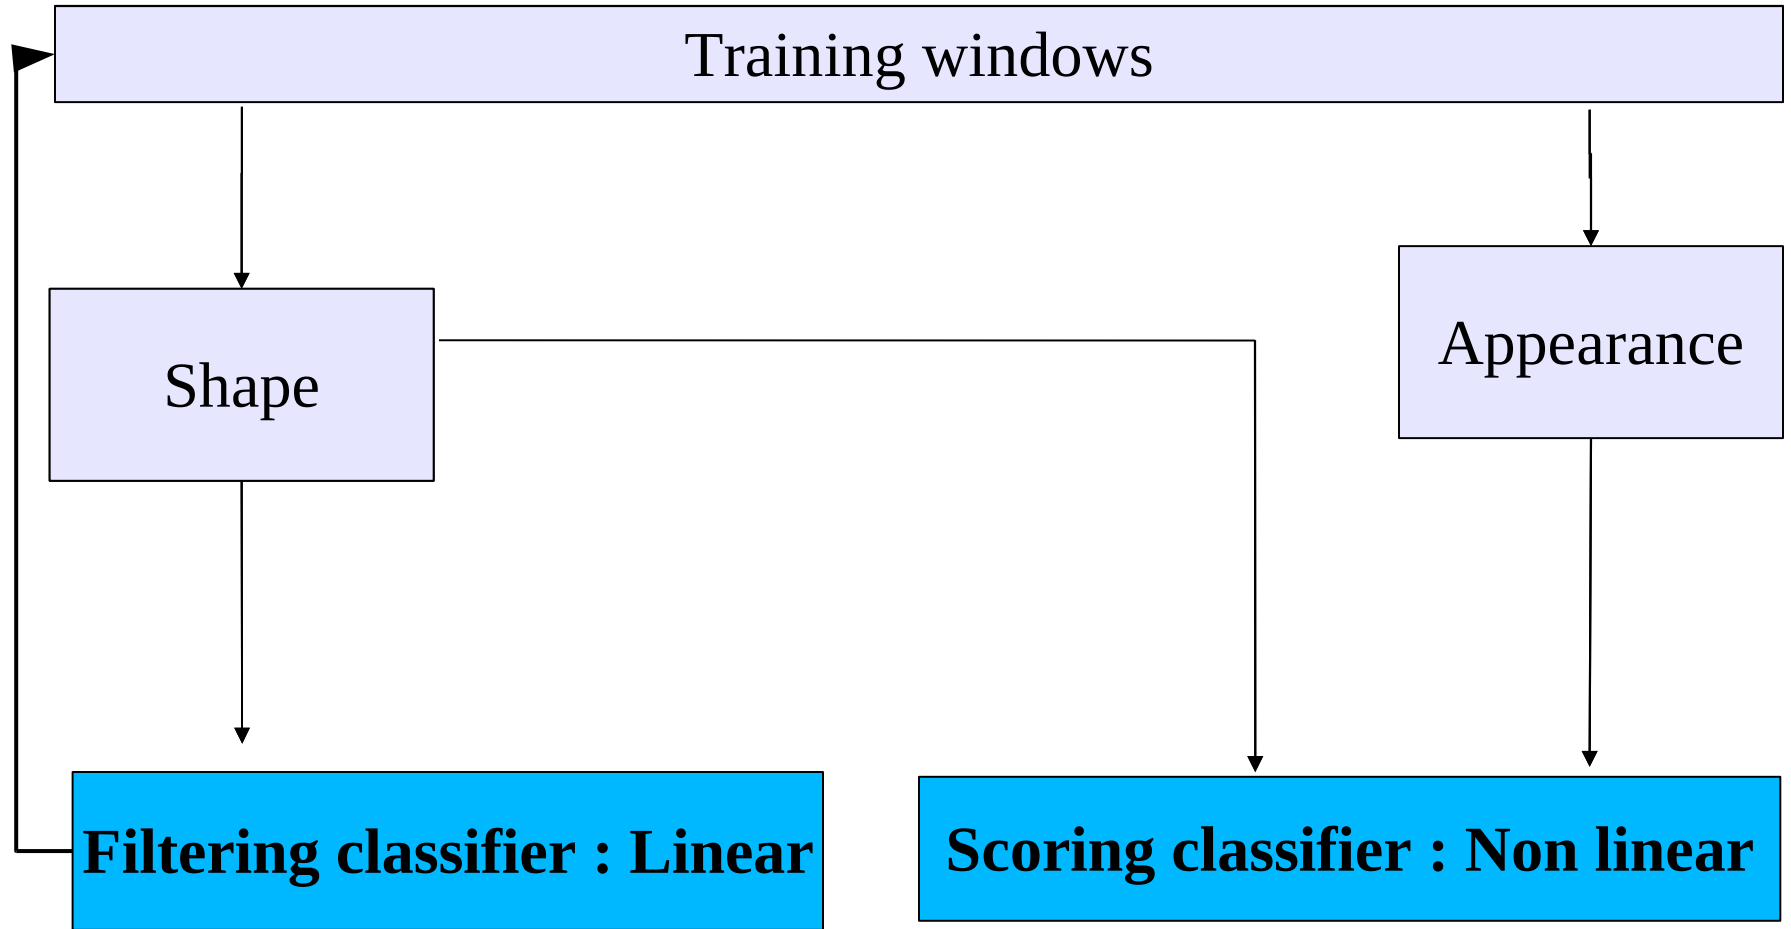 Training windows
Shape
Appearance
Filtering classifier : Linear
Scoring classifier : Non linear